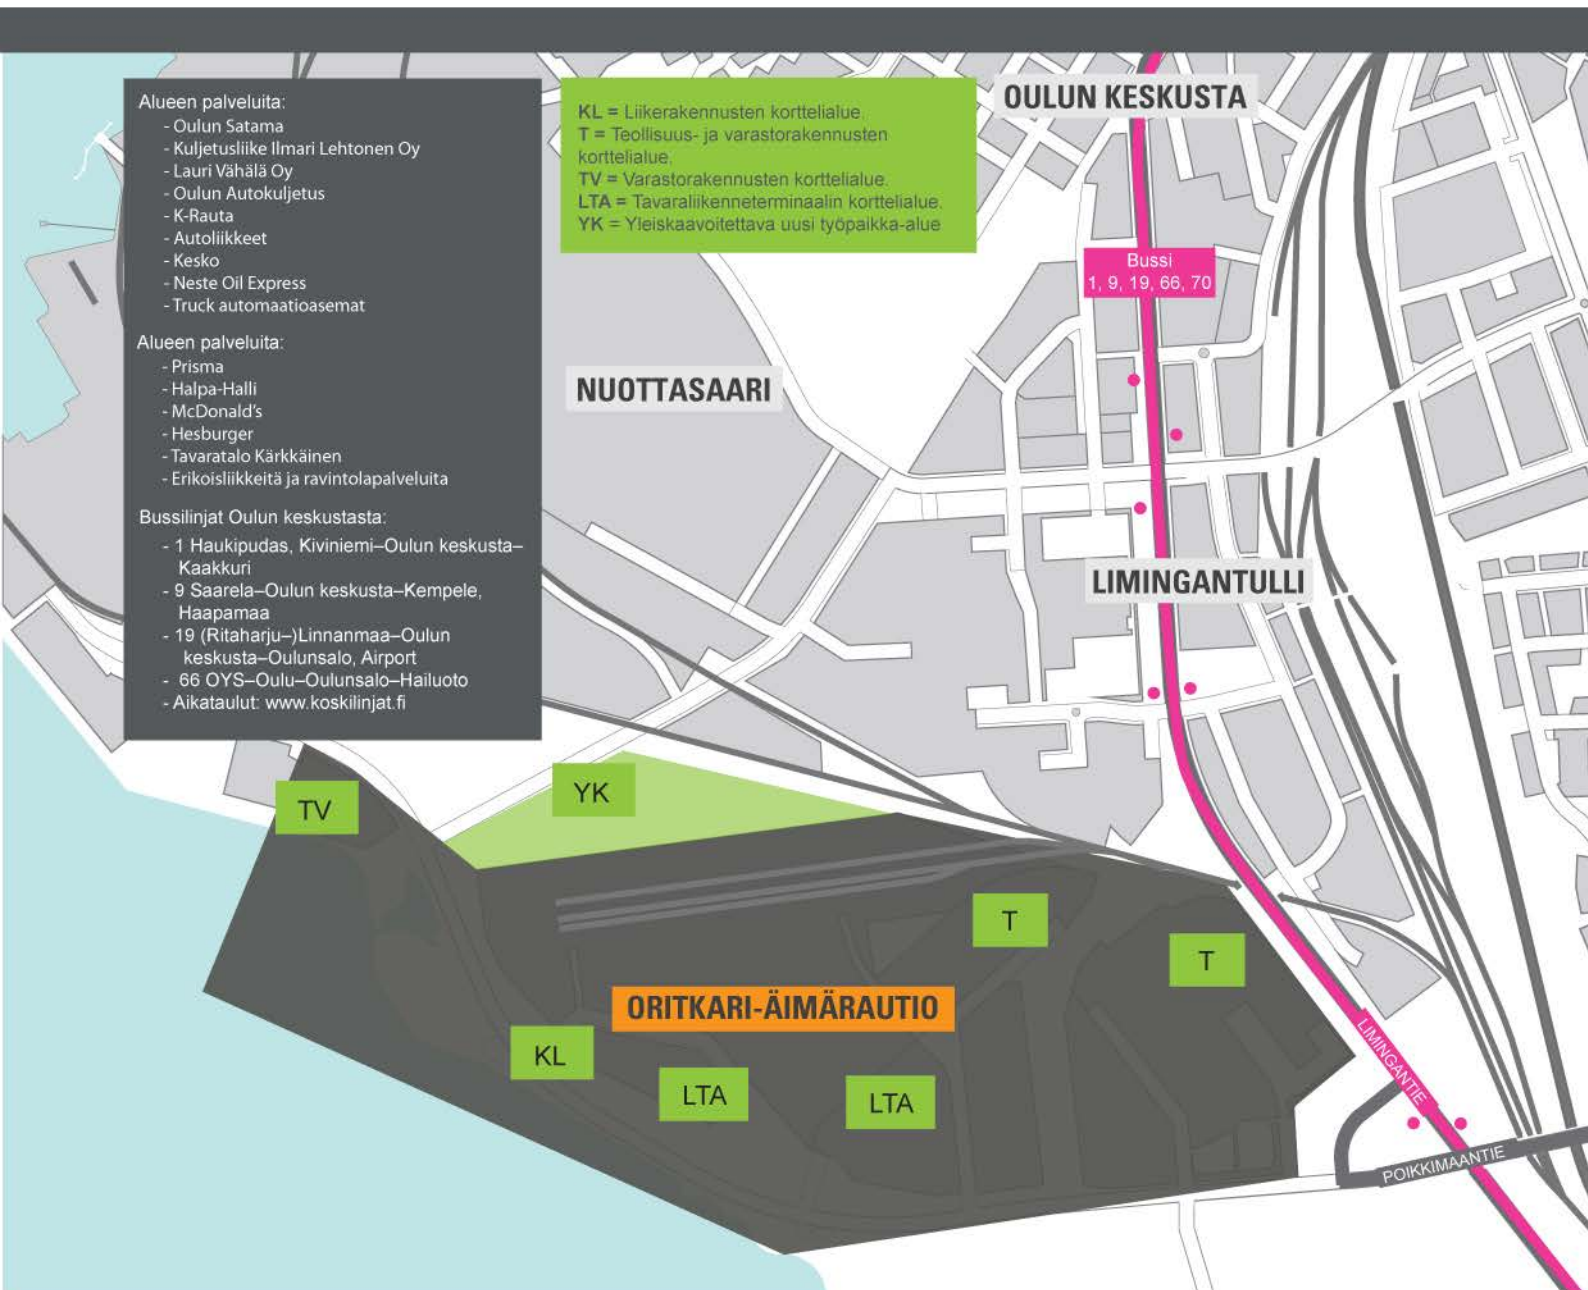 Alueen palveluita:
- Oulun Satama
- Kuljetusliike Ilmari Lehtonen Oy
- Lauri Vähälä Oy
- Oulun Autokuljetus
- K-Rauta
- Autoliikkeet
- Kesko
- Neste Oil Express
- Truck automaatioasemat
Alueen palveluita:
- Prisma
- Halpa-Halli
- McDonald's
- Hesburger
- Tavaratalo Kärkkäinen
- Erikoisliikkeitä ja ravintolapalveluita
Bussilinjat Oulun keskustasta:
- 1 Haukipudas, Kiviniemi–Oulun keskusta–
Kaakkuri
- 9 Saarela–Oulun keskusta–Kempele,
Haapamaa
- 19 (Ritaharju–)Linnanmaa–Oulun
keskusta–Oulunsalo, Airport
- 66 OYS–Oulu–Oulunsalo–Hailuoto
- Aikataulut: www.koskilinjat.fi
KL = Liikerakennusten korttelialue.
T = Teollisuus- ja varastorakennusten
korttelialue.
TV = Varastorakennusten korttelialue.
LTA = Tavaraliikenneterminaalin korttelialue.
YK = Yleiskaavoitettava uusi työpaikka-alue
OULUN KESKUSTA
Bussi
1, 9, 19, 66, 70
NUOTTASAARI
LIMINGANTULLI
YK
TV
T
T
ORITKARI-ÄIMÄRAUTIO
KL
LTA
LTA
LIMINGANTIE
POIKKIMAANTIE